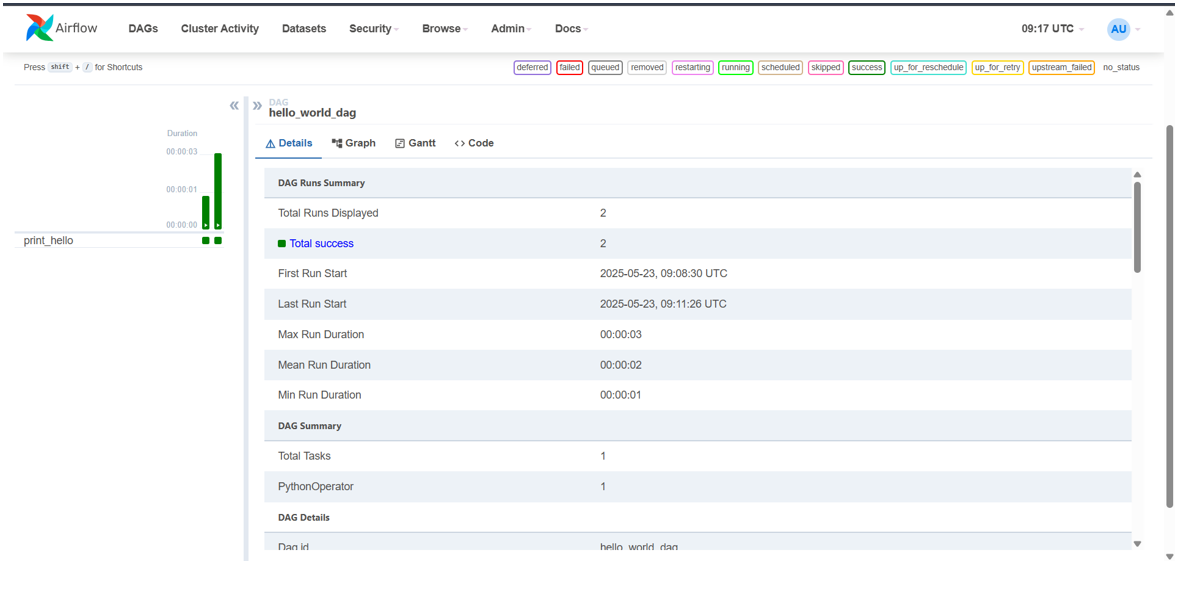 Airflow DAGs Cluster Activity Datasets Security Browse Admin Docs 09:17 UTC AU
Press shift + / for Shortcuts deferred failed queued removed restarting running scheduled skipped success up_for_reschedule up_for_retry upstream_failed no_status
« » DAG
hello_world_dag
Duration
00:00:03
00:00:01
00:00:00
print_hello
Details Graph Gantt <> Code
DAG Runs Summary
Total Runs Displayed 2
Total success 2
First Run Start 2025-05-23, 09:08:30 UTC
Last Run Start 2025-05-23, 09:11:26 UTC
Max Run Duration 00:00:03
Mean Run Duration 00:00:02
Min Run Duration 00:00:01
DAG Summary
Total Tasks 1
PythonOperator 1
DAG Details
Dag id hello_world_dag